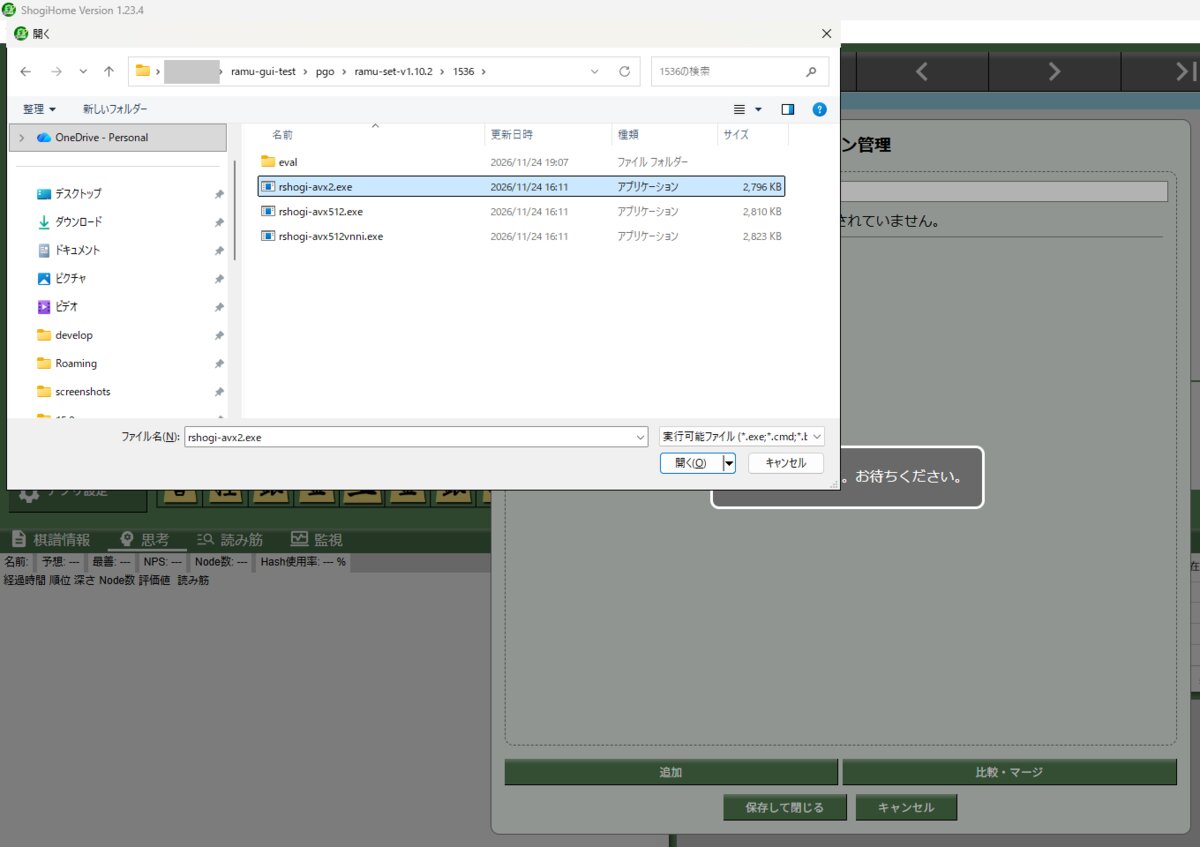 ShogiHome Version 1.23.4
開く
ramu-gui-test › pgo › ramu-set-v1.10.2 › 1536 ›
1536の検索
整理
新しいフォルダー
OneDrive - Personal
デスクトップ
ダウンロード
ドキュメント
ピクチャ
ビデオ
develop
Roaming
screenshots
名前 更新日時 種類 サイズ
eval 2026/11/24 19:07 ファイル フォルダー
rshogi-avx2.exe 2026/11/24 16:11 アプリケーション 2,796 KB
rshogi-avx512.exe 2026/11/24 16:11 アプリケーション 2,810 KB
rshogi-avx512vnni.exe 2026/11/24 16:11 アプリケーション 2,823 KB
ファイル名(N): rshogi-avx2.exe
実行可能ファイル (*.exe;*.cmd;*.b
開く(O)
キャンセル
ン管理
されていません。
。お待ちください。
アプリ設定
棋譜情報 思考 読み筋 監視
名前: 予想: --- 最善: --- NPS: --- Node数: --- Hash使用率: --- %
経過時間 順位 深さ Node数 評価値 読み筋
追加
比較・マージ
保存して閉じる
キャンセル